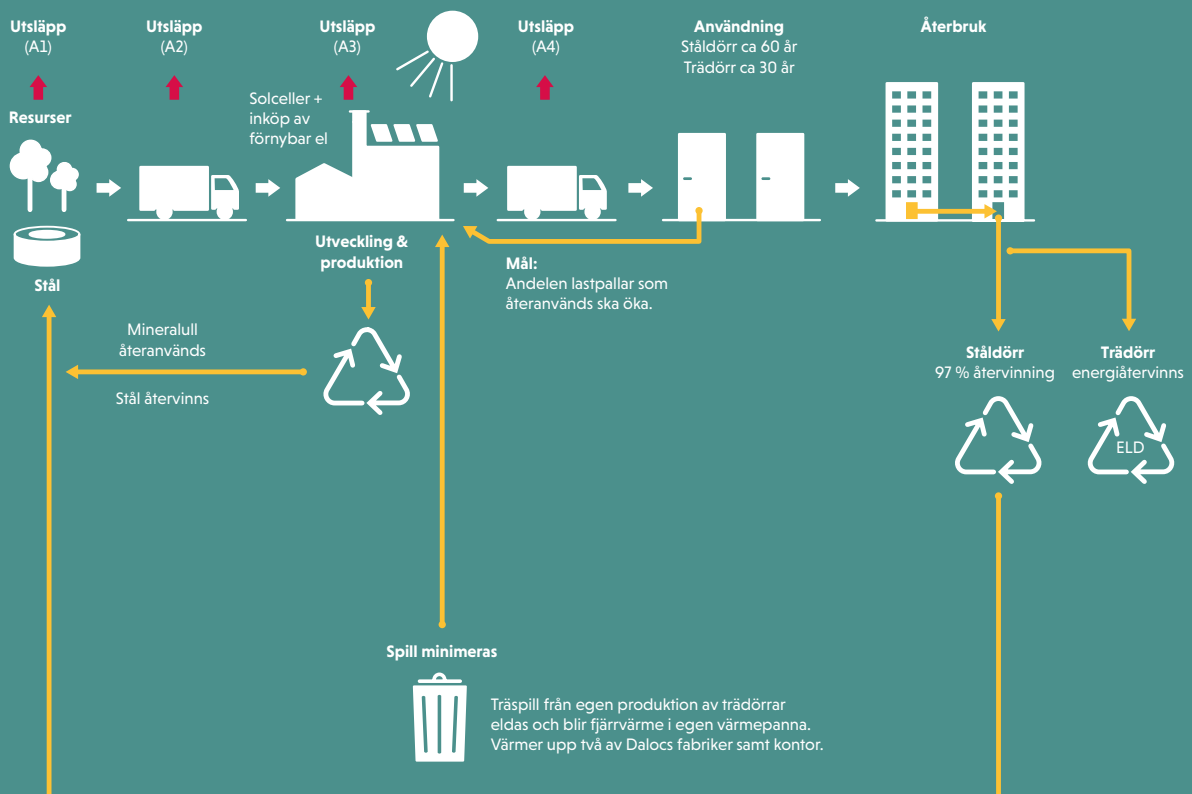 Utsläpp
(A1)
Utsläpp
(A2)
Utsläpp
(A3)
Utsläpp
(A4)
Användning
Ståldörr ca 60 år
Trädörr ca 30 år
Återbruk
Resurser
Solceller +
inköp av
förnybar el
Stål
Utveckling &
produktion
Mål:
Andelen lastpallar som
återanvänds ska öka.
Mineralull
återanvänds
Stål återvinns
Ståldörr
97 % återvinning
Trädörr
energiåtervinns
ELD
Spill minimeras
Träspill från egen produktion av trädörrar
eldas och blir fjärrvärme i egen värmepanna.
Värmer upp två av Dalocs fabriker samt kontor.